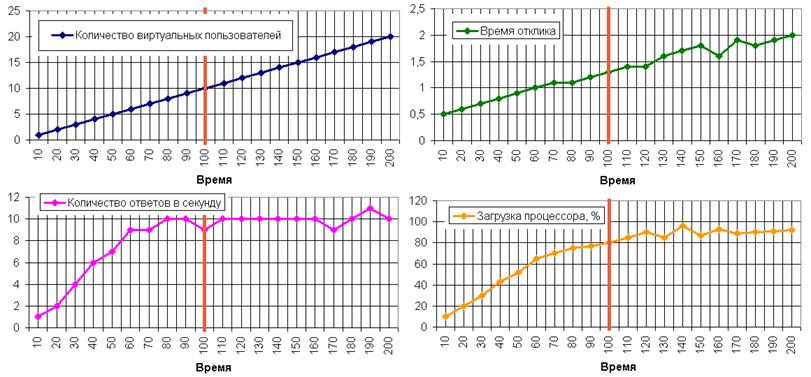 25
20
15
10
5
0
Количество виртуальных пользователей
10 20 30 40 50 60 70 80 90 100 110 120 130 140 150 160 170 180 190 200
Время
2,5
2
1,5
1
0,5
0
Время отклика
10 20 30 40 50 60 70 80 90 100 110 120 130 140 150 160 170 180 190 200
Время
12
10
8
6
4
2
0
Количество ответов в секунду
10 20 30 40 50 60 70 80 90 100 110 120 130 140 150 160 170 180 190 200
Время
120
100
80
60
40
20
0
Загрузка процессора, %
10 20 30 40 50 60 70 80 90 100 110 120 130 140 150 160 170 180 190 200
Время